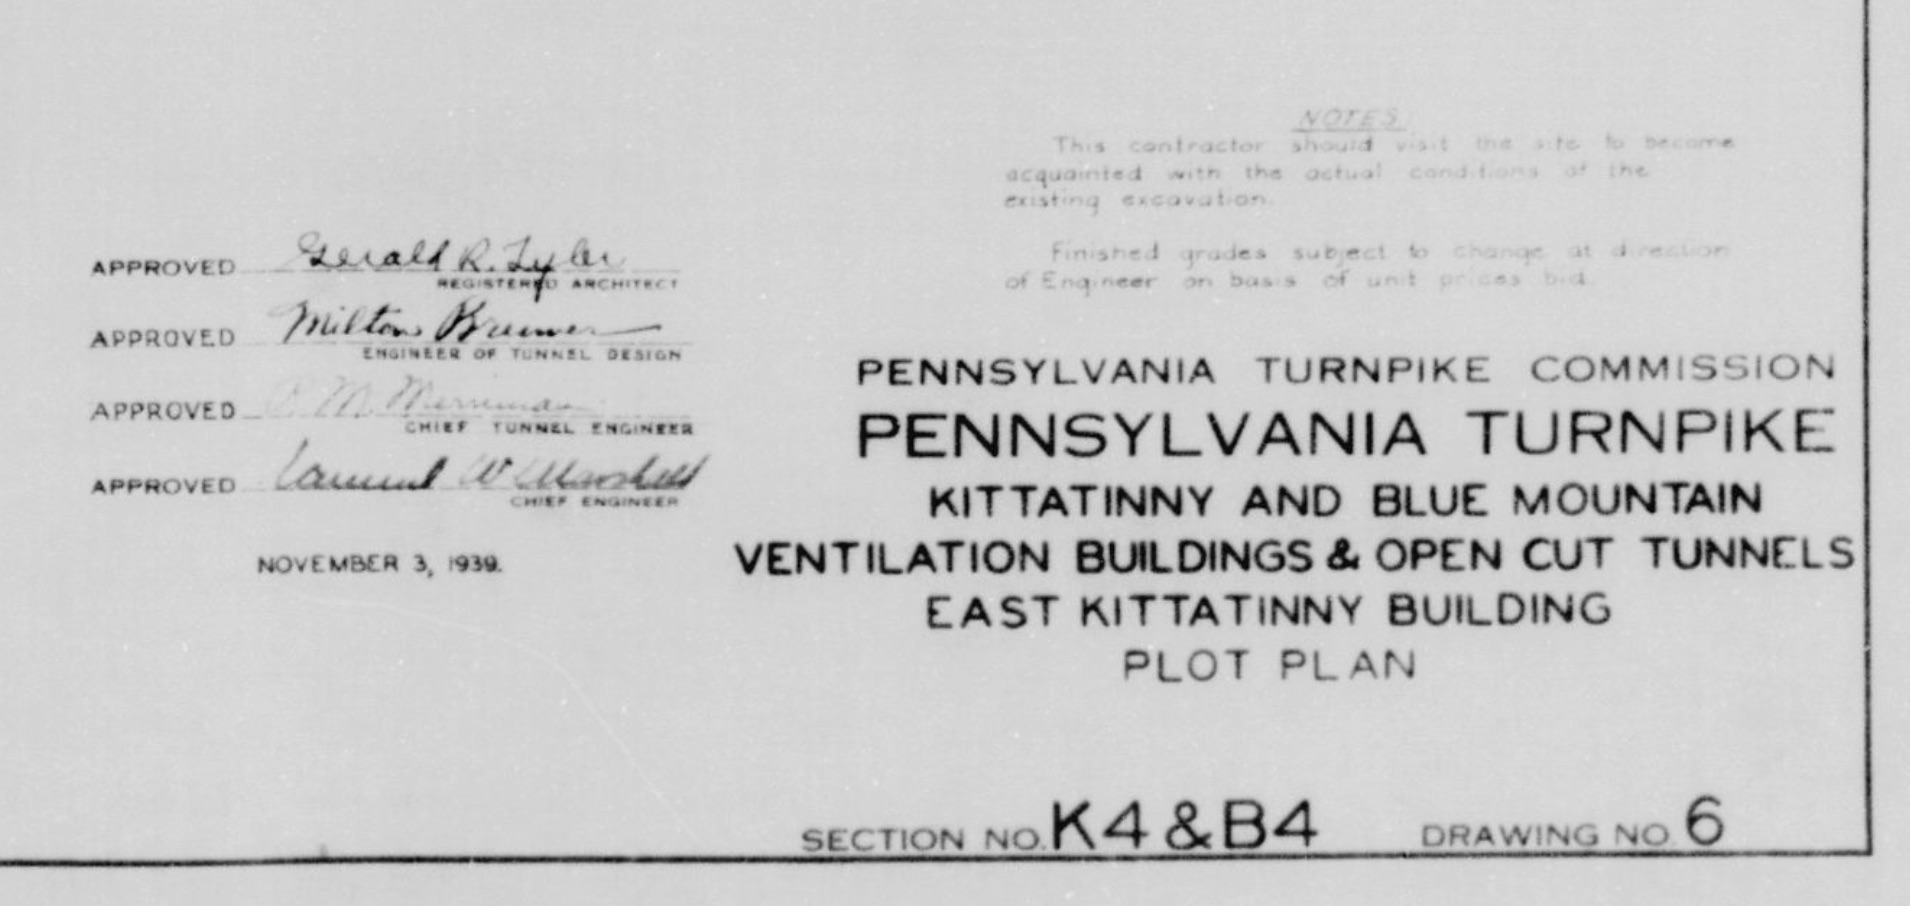 NOTES
This contractor should visit the site to become
acquainted with the actual conditions of the
existing excavation.
Finished grades subject to change at direction
of Engineer on basis of unit prices bid.
APPROVED Gerald R. Tyler
REGISTERED ARCHITECT
APPROVED Milton Brumer
ENGINEER OF TUNNEL DESIGN
APPROVED P M Merriman
CHIEF TUNNEL ENGINEER
APPROVED Samuel W Marshall
CHIEF ENGINEER
NOVEMBER 3, 1939.
PENNSYLVANIA TURNPIKE COMMISSION
PENNSYLVANIA TURNPIKE
KITTATINNY AND BLUE MOUNTAIN
VENTILATION BUILDINGS & OPEN CUT TUNNELS
EAST KITTATINNY BUILDING
PLOT PLAN
SECTION NO. K4 & B4 DRAWING NO. 6